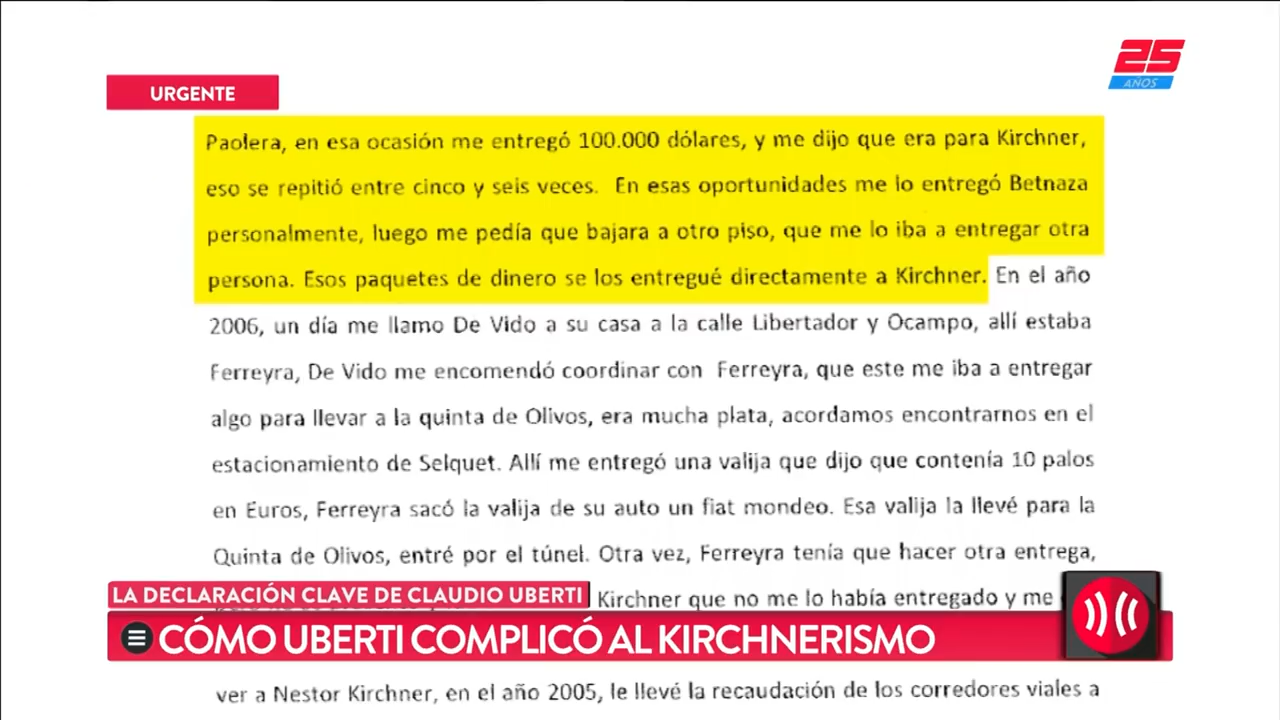 25
AÑOS
URGENTE
Paolera, en esa ocasión me entregó 100.000 dólares, y me dijo que era para Kirchner,
eso se repitió entre cinco y seis veces. En esas oportunidades me lo entregó Betnaza
personalmente, luego me pedía que bajara a otro piso, que me lo iba a entregar otra
persona. Esos paquetes de dinero se los entregué directamente a Kirchner. En el año
2006, un día me llamo De Vido a su casa a la calle Libertador y Ocampo, allí estaba
Ferreyra, De Vido me encomendó coordinar con Ferreyra, que este me iba a entregar
algo para llevar a la quinta de Olivos, era mucha plata, acordamos encontrarnos en el
estacionamiento de Selquet. Allí me entregó una valija que dijo que contenía 10 palos
en Euros, Ferreyra sacó la valija de su auto un fiat mondeo. Esa valija la llevé para la
Quinta de Olivos, entré por el túnel. Otra vez, Ferreyra tenía que hacer otra entrega,
LA DECLARACIÓN CLAVE DE CLAUDIO UBERTI
Kirchner que no me lo había entregado y me
CÓMO UBERTI COMPLICÓ AL KIRCHNERISMO
ver a Nestor Kirchner, en el año 2005, le llevé la recaudación de los corredores viales a